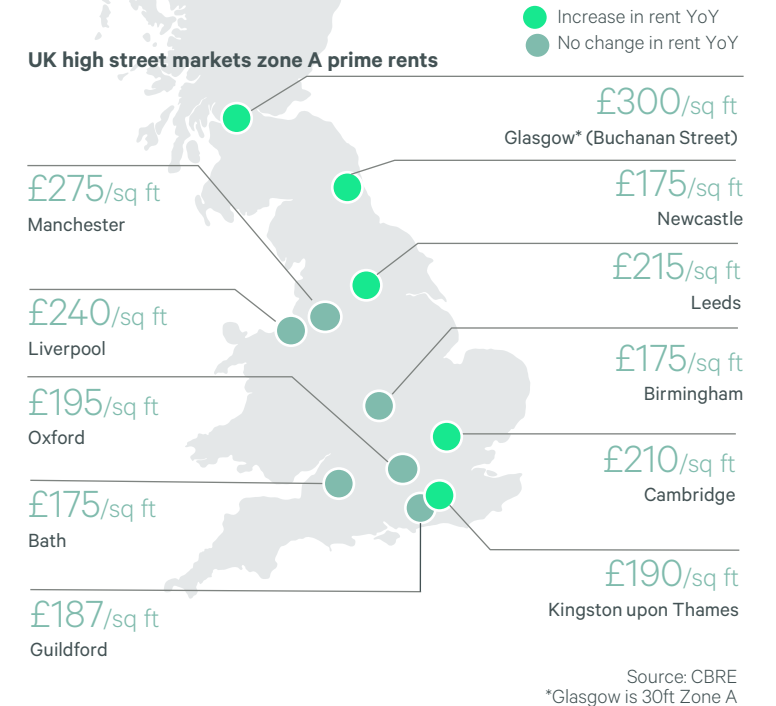 Increase in rent YoY
No change in rent YoY
UK high street markets zone A prime rents
£300/sq ft
Glasgow* (Buchanan Street)
£275/sq ft
Manchester
£175/sq ft
Newcastle
£215/sq ft
Leeds
£240/sq ft
Liverpool
£175/sq ft
Birmingham
£195/sq ft
Oxford
£210/sq ft
Cambridge
£175/sq ft
Bath
£190/sq ft
Kingston upon Thames
£187/sq ft
Guildford
Source: CBRE
*Glasgow is 30ft Zone A